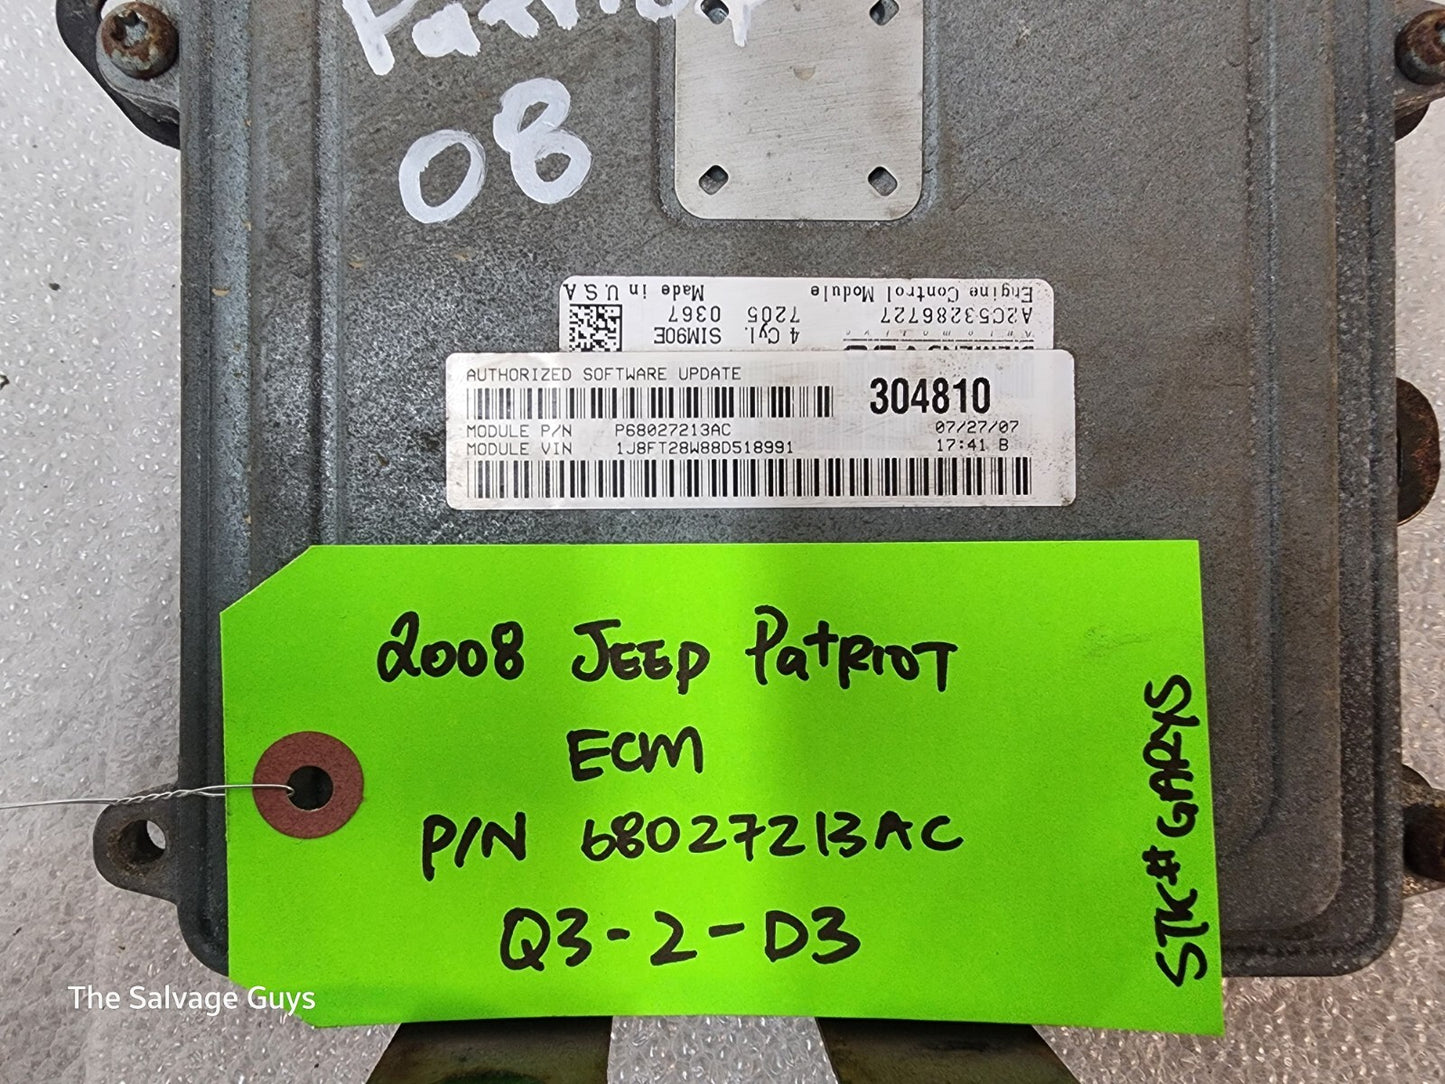 Patriot
08
Engine Control Module Made in U.S.A
A2C53286727 7205 0367
4 Cyl. SIM90E
AUTHORIZED SOFTWARE UPDATE
304810
MODULE P/N P68027213AC 07/27/07
MODULE VIN 1J8FT28W88D518991 17:41 B
2008 JEEP PatRIOT
ECM
P/N 68027213AC
Q3-2-D3
STK# GARYS
The Salvage Guys